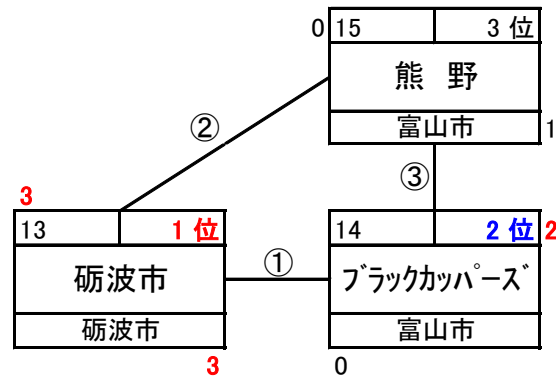 0 15 3 位
熊 野
富山市 1
②
③
3
13 1 位
砺波市
砺波市
3
①
14 2 位 2
ブラックカッパーズ
富山市
0